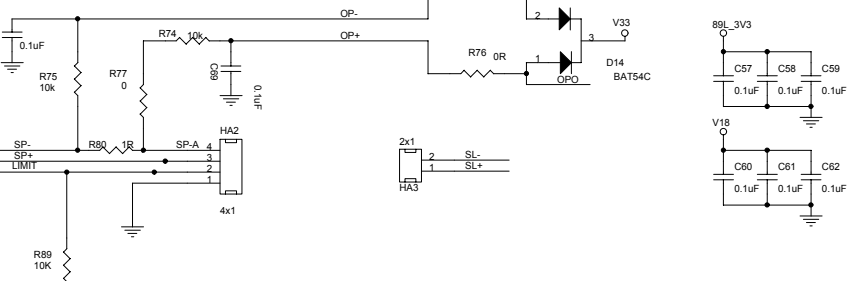 OP-
2
V33
89L_3V3
0.1uF
R74 10k
OP+
3
R76 0R
1
D14
BAT54C
OPO
R75
10k
R77
0
C69
0.1uF
C57
C58
C59
0.1uF
0.1uF
0.1uF
V18
HA2
SP-
R80 1R
SP-A
4
SP+
3
LIMIT
2
1
4x1
2x1
2
SL-
1
SL+
HA3
C60
C61
C62
0.1uF
0.1uF
0.1uF
R89
10K